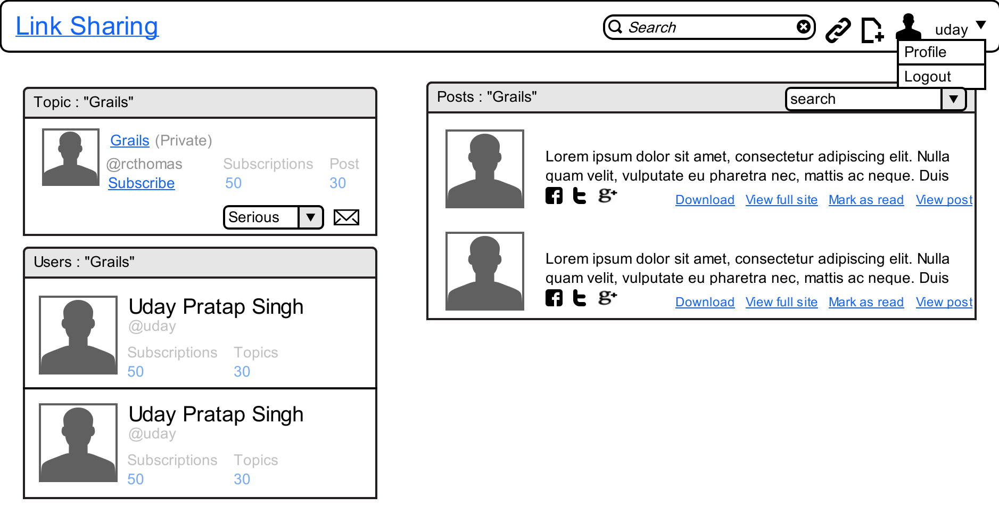 Link Sharing
Search
uday
Profile
Logout
Topic : "Grails"
Grails (Private)
@rcthomas Subscriptions Post
Subscribe 50 30
Serious
Users : "Grails"
Uday Pratap Singh
@uday
Subscriptions Topics
50 30
Uday Pratap Singh
@uday
Subscriptions Topics
50 30
Posts : "Grails"
search
Lorem ipsum dolor sit amet, consectetur adipiscing elit. Nulla
quam velit, vulputate eu pharetra nec, mattis ac neque. Duis
g+
Download View full site Mark as read View post
Lorem ipsum dolor sit amet, consectetur adipiscing elit. Nulla
quam velit, vulputate eu pharetra nec, mattis ac neque. Duis
g+
Download View full site Mark as read View post